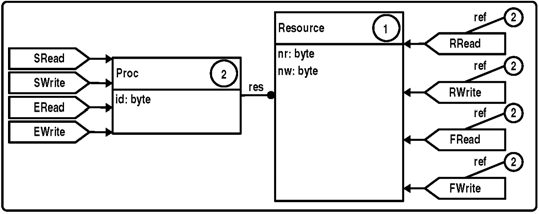 SRead
SWrite
ERead
EWrite
Proc
2
id: byte
res
Resource
1
nr: byte
nw: byte
ref
2
RRead
ref
2
RWrite
ref
2
FRead
ref
2
FWrite